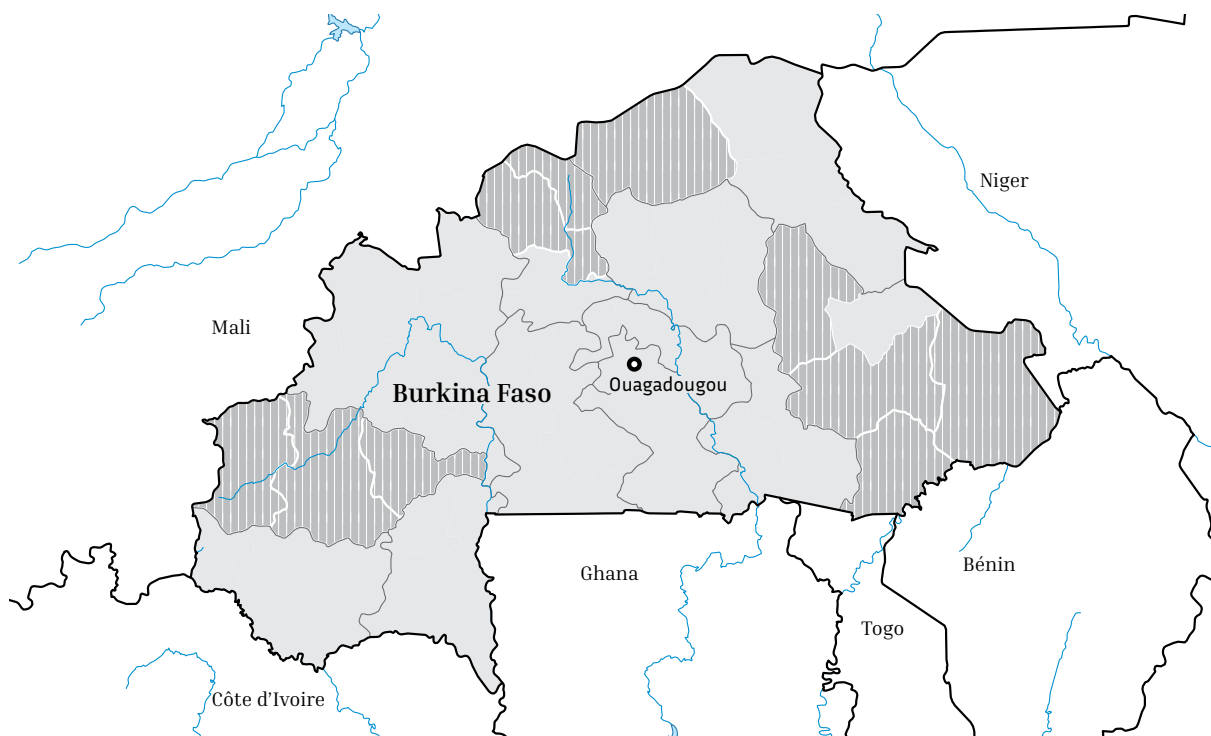 Niger
Mali
Ouagadougou
Burkina Faso
Ghana
Bénin
Togo
Côte d'Ivoire